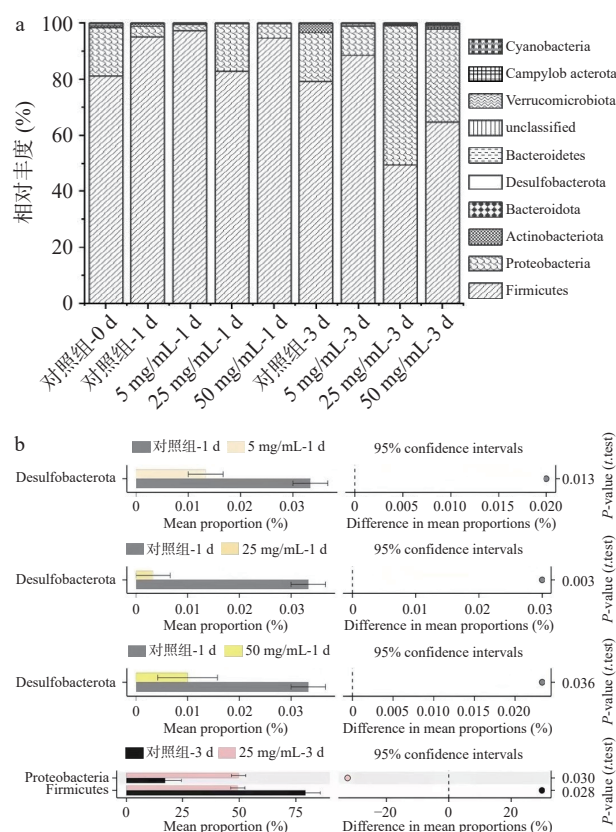 a
100
80
60
40
20
0
相对丰度 (%)
对照组-0 d
对照组-1 d
5 mg/mL-1 d
25 mg/mL-1 d
50 mg/mL-1 d
对照组-3 d
5 mg/mL-3 d
25 mg/mL-3 d
50 mg/mL-3 d
Cyanobacteria
Campylob acterota
Verrucomicrobiota
unclassified
Bacteroidetes
Desulfobacterota
Bacteroidota
Actinobacteriota
Proteobacteria
Firmicutes
b
对照组-1 d 5 mg/mL-1 d
95% confidence intervals
Desulfobacterota
0.013
0 0.01 0.02 0.03
0 0.005 0.010 0.015 0.020
Mean proportion (%)
Difference in mean proportions (%)
P-value (t.test)
对照组-1 d 25 mg/mL-1 d
95% confidence intervals
Desulfobacterota
0.003
0 0.01 0.02 0.03
0 0.01 0.02 0.03
Mean proportion (%)
Difference in mean proportions (%)
P-value (t.test)
对照组-1 d 50 mg/mL-1 d
95% confidence intervals
Desulfobacterota
0.036
0 0.01 0.02 0.03
0 0.005 0.010 0.015 0.020
Mean proportion (%)
Difference in mean proportions (%)
P-value (t.test)
对照组-3 d 25 mg/mL-3 d
95% confidence intervals
Proteobacteria
0.030
Firmicutes
0.028
0 25 50 75
−20 0 20
Mean proportion (%)
Difference in mean proportions (%)
P-value (t.test)